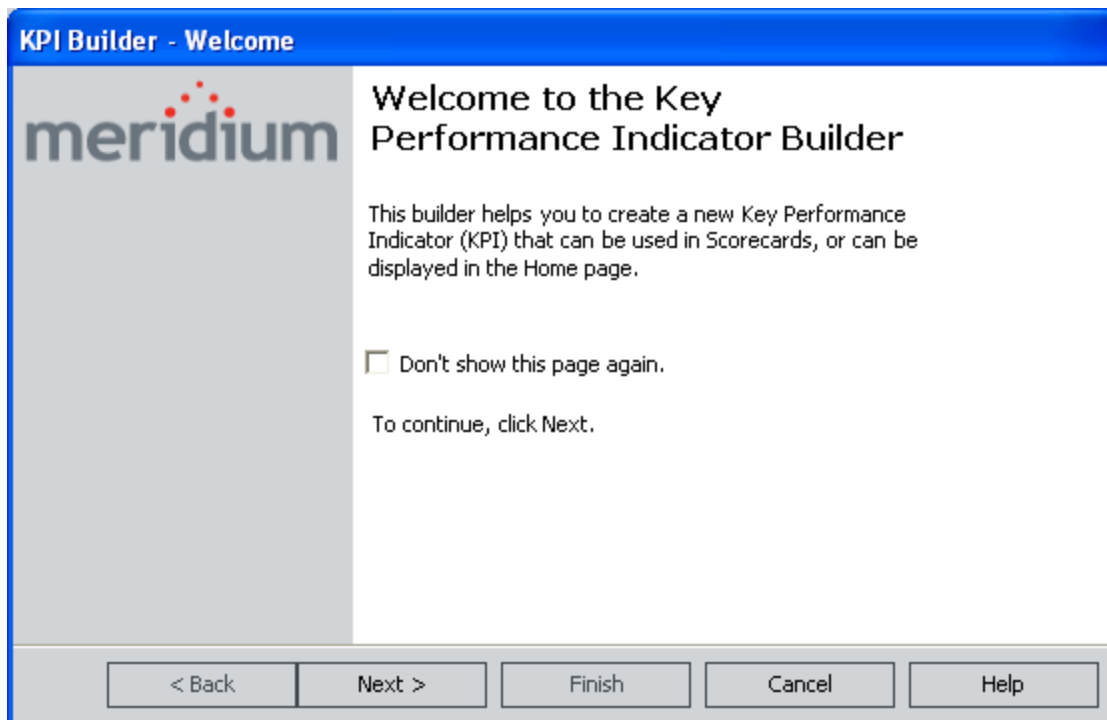 KPI Builder - Welcome
meridium
Welcome to the Key
Performance Indicator Builder
This builder helps you to create a new Key Performance
Indicator (KPI) that can be used in Scorecards, or can be
displayed in the Home page.
Don't show this page again.
To continue, click Next.
< Back Next > Finish Cancel Help